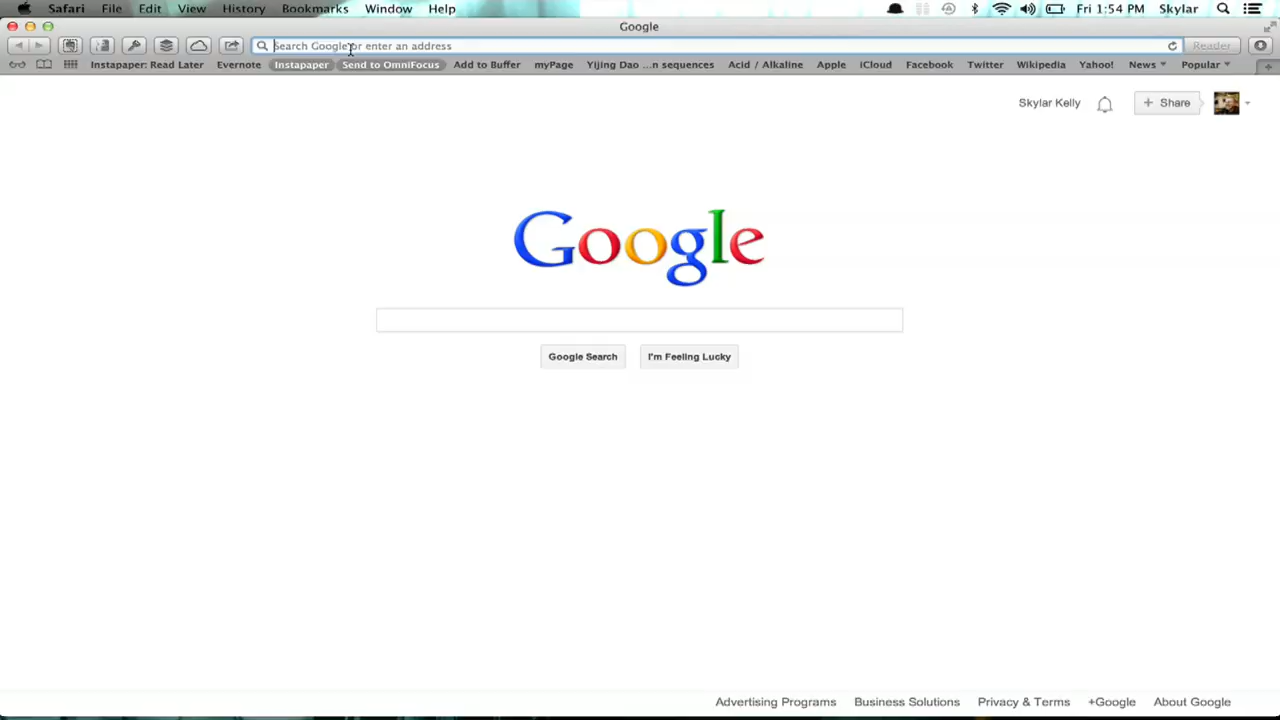 Safari File Edit View History Bookmarks Window Help Fri 1:54 PM Skylar
Google
Search Google or enter an address Reader
Instapaper: Read Later Evernote Instapaper Send to OmniFocus Add to Buffer myPage Yijing Dao ...n sequences Acid / Alkaline Apple iCloud Facebook Twitter Wikipedia Yahoo! News Popular
Skylar Kelly + Share
Google
Google Search I'm Feeling Lucky
Advertising Programs Business Solutions Privacy & Terms +Google About Google